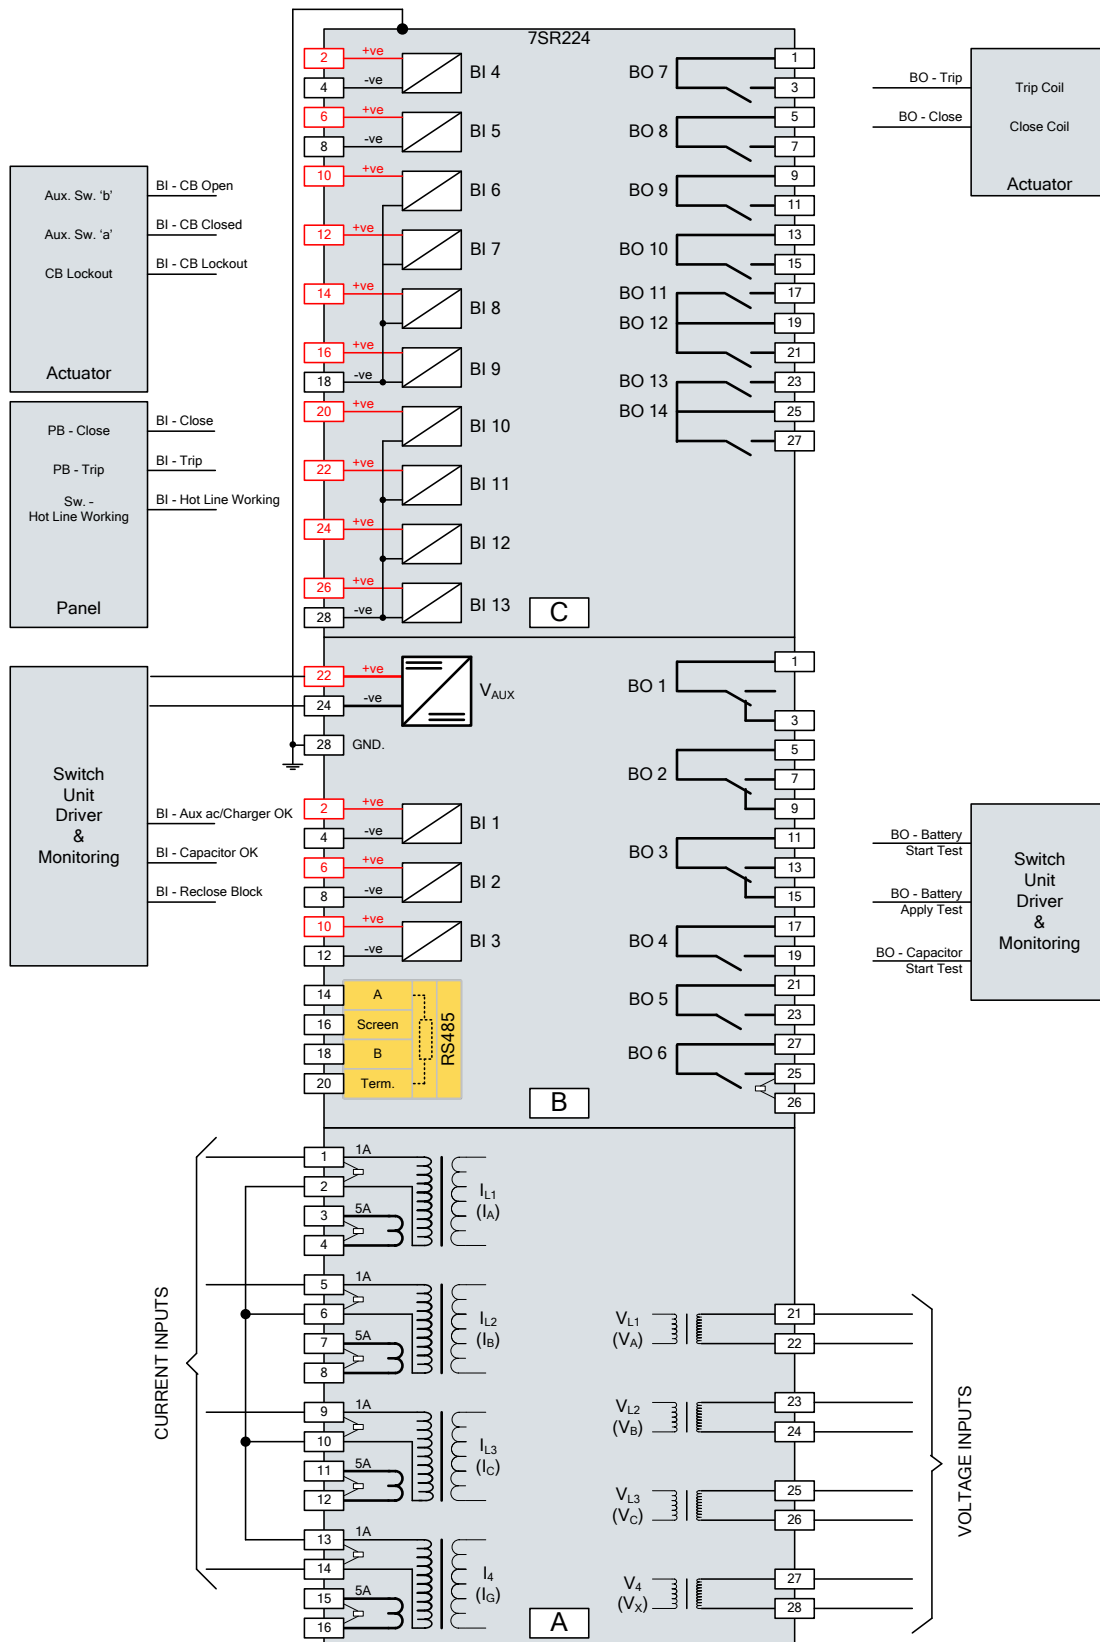 7SR224
2 +ve BI 4
4 -ve
6 +ve BI 5
8 -ve
10 +ve BI 6
12 +ve BI 7
14 +ve BI 8
16 +ve BI 9
18 -ve
20 +ve BI 10
22 +ve BI 11
24 +ve BI 12
26 +ve BI 13
28 -ve
BO 7 1
3
BO 8 5
7
BO 9 9
11
BO 10 13
15
BO 11 17
BO 12 19
21
BO 13 23
BO 14 25
27
C
BO - Trip Trip Coil
BO - Close Close Coil
Actuator
Aux. Sw. 'b' BI - CB Open
Aux. Sw. 'a' BI - CB Closed
CB Lockout BI - CB Lockout
Actuator
PB - Close BI - Close
PB - Trip BI - Trip
Sw. -
Hot Line Working BI - Hot Line Working
Panel
22 +ve VAUX
24 -ve
28 GND.
2 +ve BI 1
4 -ve
6 +ve BI 2
8 -ve
10 +ve BI 3
12 -ve
14 A
16 Screen
18 B
20 Term.
RS485
BO 1 1
3
BO 2 5
7
9
BO 3 11
13
15
BO 4 17
19
BO 5 21
23
BO 6 27
25
26
B
Switch
Unit
Driver
&
Monitoring
BI - Aux ac/Charger OK
BI - Capacitor OK
BI - Reclose Block
BO - Battery
Start Test
BO - Battery
Apply Test
BO - Capacitor
Start Test
Switch
Unit
Driver
&
Monitoring
CURRENT INPUTS
1 1A
2 IL1
3 5A (IA)
4
5 1A
6 IL2
7 5A (IB)
8
9 1A
10 IL3
11 5A (IC)
12
13 1A
14 I4
15 5A (IG)
16
VL1 21
(VA) 22
VL2 23
(VB) 24
VL3 25
(VC) 26
V4 27
(VX) 28
VOLTAGE INPUTS
A